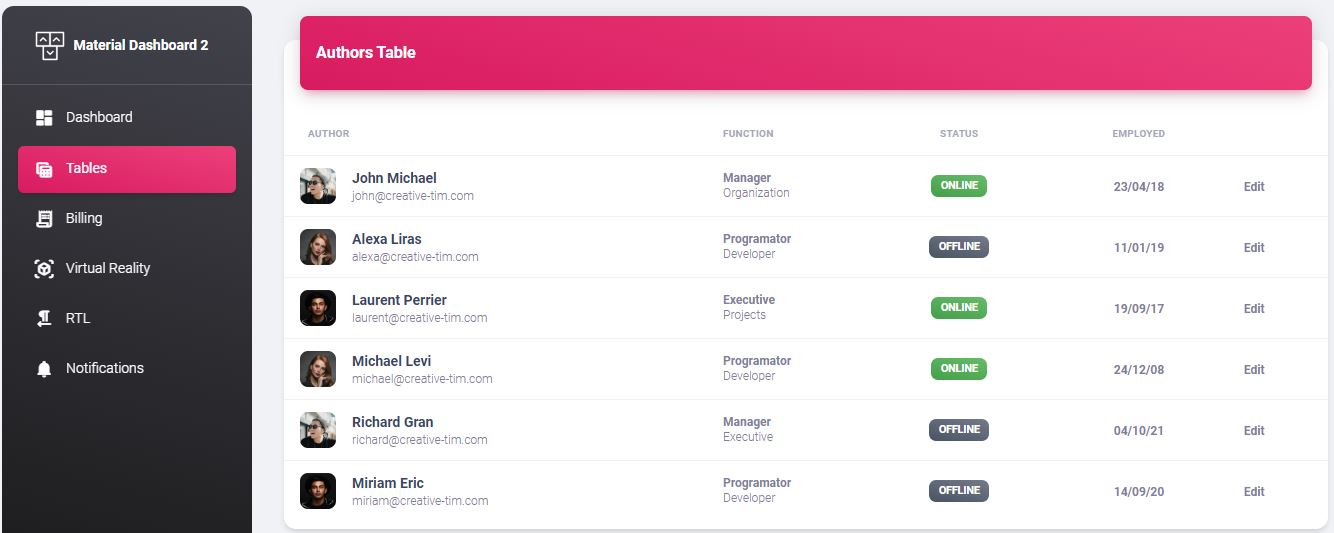 Material Dashboard 2
Dashboard
Tables
Billing
Virtual Reality
RTL
Notifications
Authors Table
AUTHOR FUNCTION STATUS EMPLOYED
John Michael
john@creative-tim.com
Manager
Organization
ONLINE
23/04/18
Edit
Alexa Liras
alexa@creative-tim.com
Programator
Developer
OFFLINE
11/01/19
Edit
Laurent Perrier
laurent@creative-tim.com
Executive
Projects
ONLINE
19/09/17
Edit
Michael Levi
michael@creative-tim.com
Programator
Developer
ONLINE
24/12/08
Edit
Richard Gran
richard@creative-tim.com
Manager
Executive
OFFLINE
04/10/21
Edit
Miriam Eric
miriam@creative-tim.com
Programator
Developer
OFFLINE
14/09/20
Edit